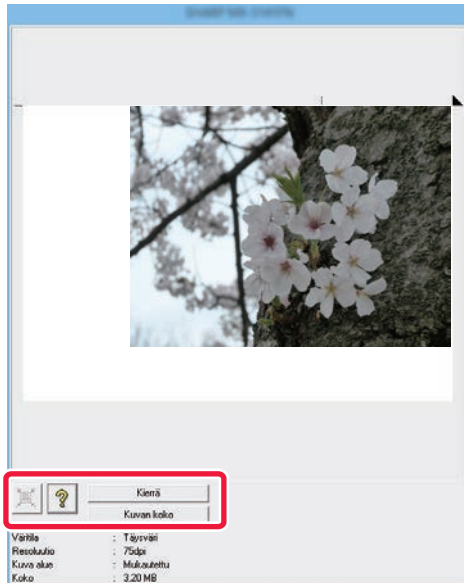 ?
Kierrä
Kuvan koko
Väritila : Täysväri
Resoluutio : 75dpi
Kuva alue : Mukautettu
Koko : 3.20 MB